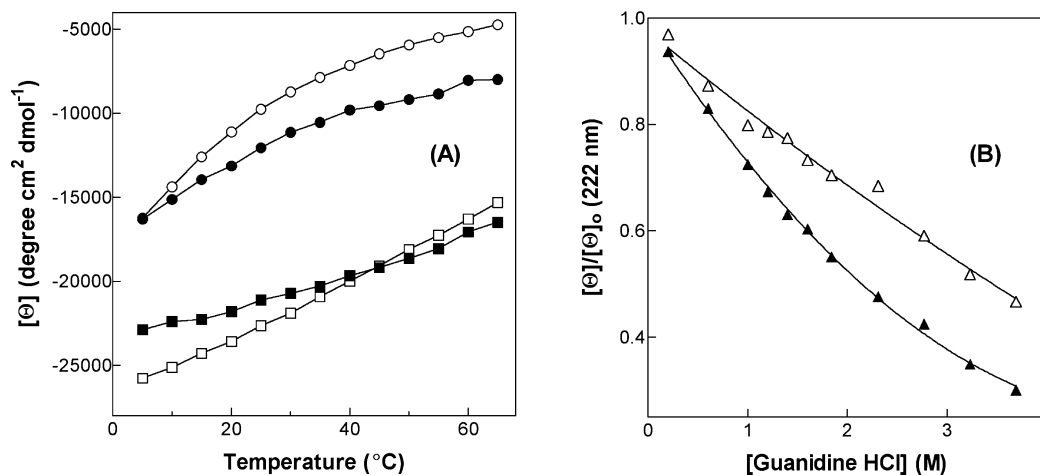 -5000
-10000
-15000
-20000
-25000
[Θ] (degree cm² dmol⁻¹)
0
20
40
60
Temperature (°C)
(A)
1.0
0.8
0.6
0.4
[Θ]/[Θ]ₒ (222 nm)
0
1
2
3
[Guanidine HCl] (M)
(B)